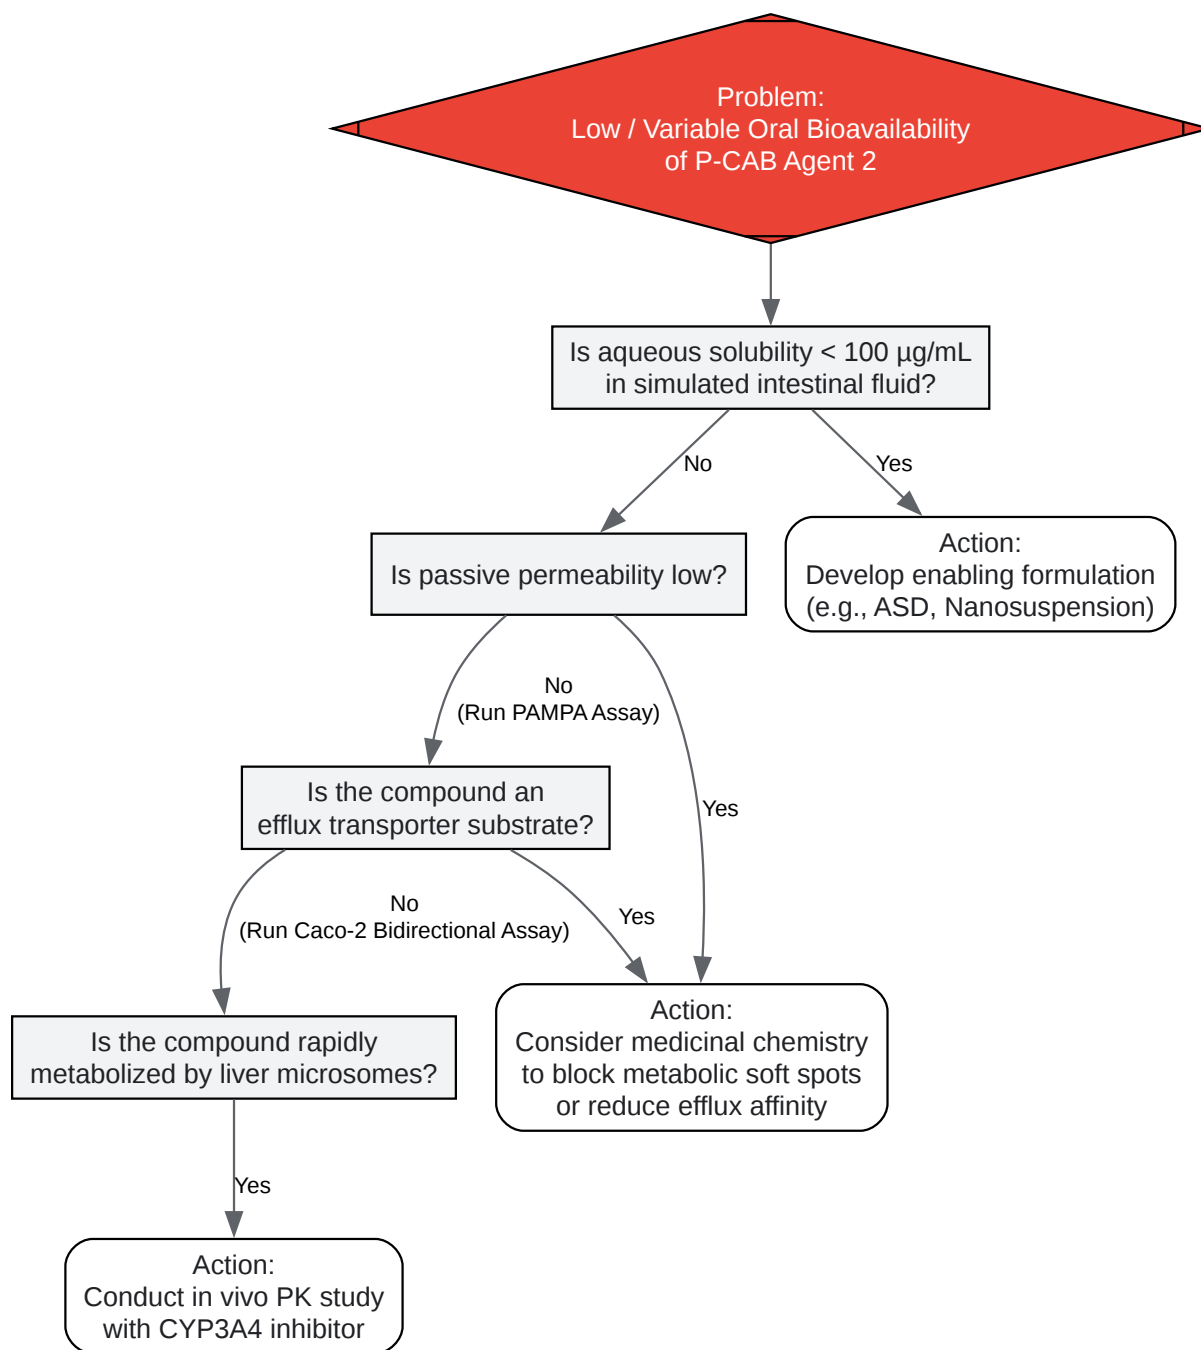 Problem:
Low / Variable Oral Bioavailability
of P-CAB Agent 2
Is aqueous solubility < 100 µg/mL
in simulated intestinal fluid?
No
Yes
Is passive permeability low?
Action:
Develop enabling formulation
(e.g., ASD, Nanosuspension)
No
(Run PAMPA Assay)
Yes
Is the compound an
efflux transporter substrate?
No
(Run Caco-2 Bidirectional Assay)
Yes
Is the compound rapidly
metabolized by liver microsomes?
Action:
Consider medicinal chemistry
to block metabolic soft spots
or reduce efflux affinity
Yes
Action:
Conduct in vivo PK study
with CYP3A4 inhibitor